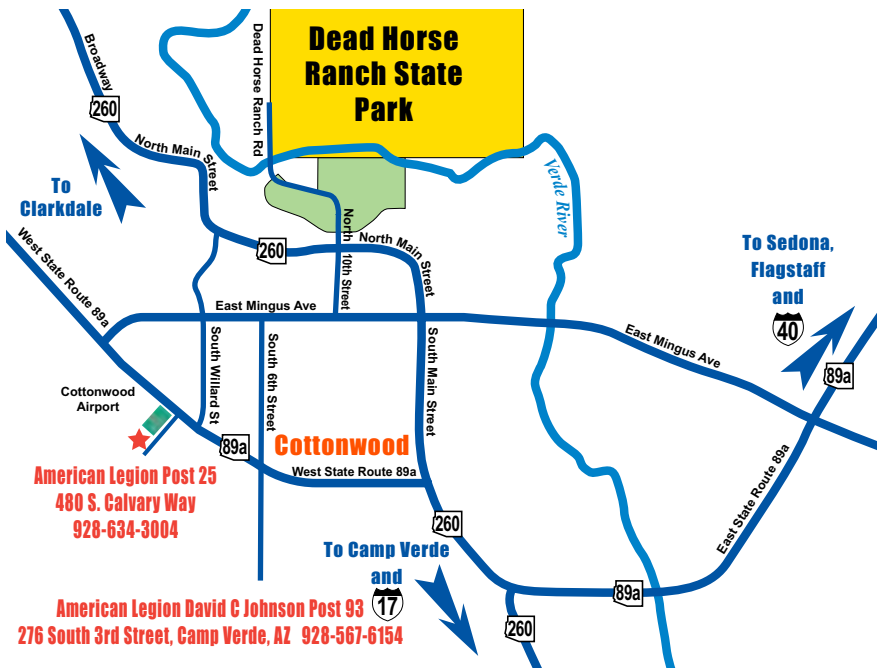 Dead Horse
Ranch State
Park
Broadway
260
Dead Horse Ranch Rd
North Main Street
To
Clarkdale
Verde River
West State Route 89a
260
North Main Street
North 10th Street
To Sedona,
Flagstaff
and
40
East Mingus Ave
East Mingus Ave
89a
South Willard St
South 6th Street
South Main Street
Cottonwood
Airport
89a
Cottonwood
West State Route 89a
East State Route 89a
American Legion Post 25
480 S. Calvary Way
928-634-3004
260
To Camp Verde
and
17
89a
260
American Legion David C Johnson Post 93
276 South 3rd Street, Camp Verde, AZ 928-567-6154